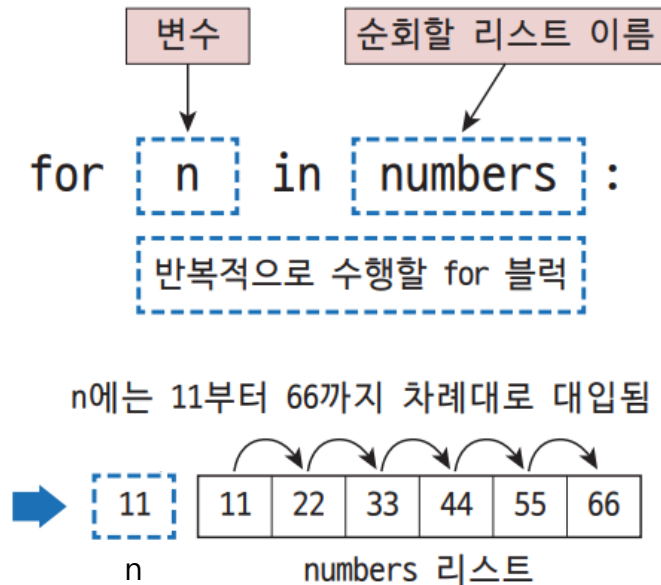 변수 순회할 리스트 이름
for n in numbers :
반복적으로 수행할 for 블럭
n에는 11부터 66까지 차례대로 대입됨
11 11 22 33 44 55 66
n numbers 리스트